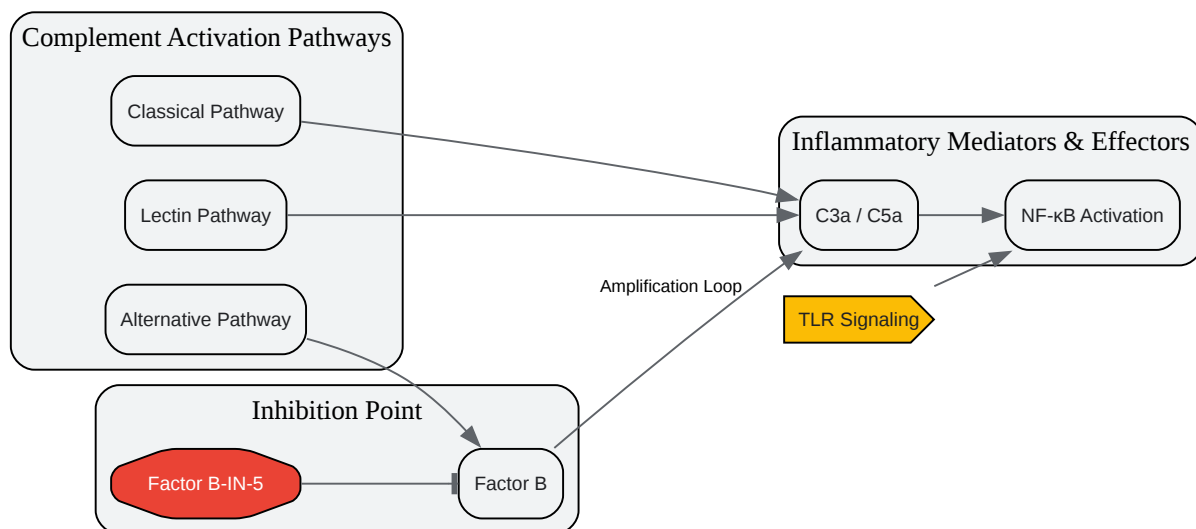 Complement Activation Pathways
Classical Pathway
Lectin Pathway
Alternative Pathway
Inhibition Point
Factor B-IN-5
Factor B
Amplification Loop
Inflammatory Mediators & Effectors
C3a / C5a
NF-κB Activation
TLR Signaling